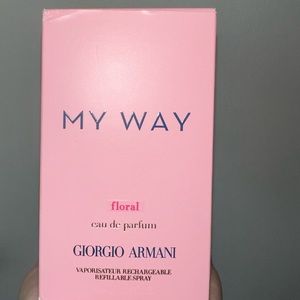 MY WAY
floral
eau de parfum
GIORGIO ARMANI
VAPORISATEUR RECHARGEABLE
REFILLABLE SPRAY